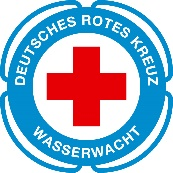 DEUTSCHES ROTES KREUZ
WASSERWACHT